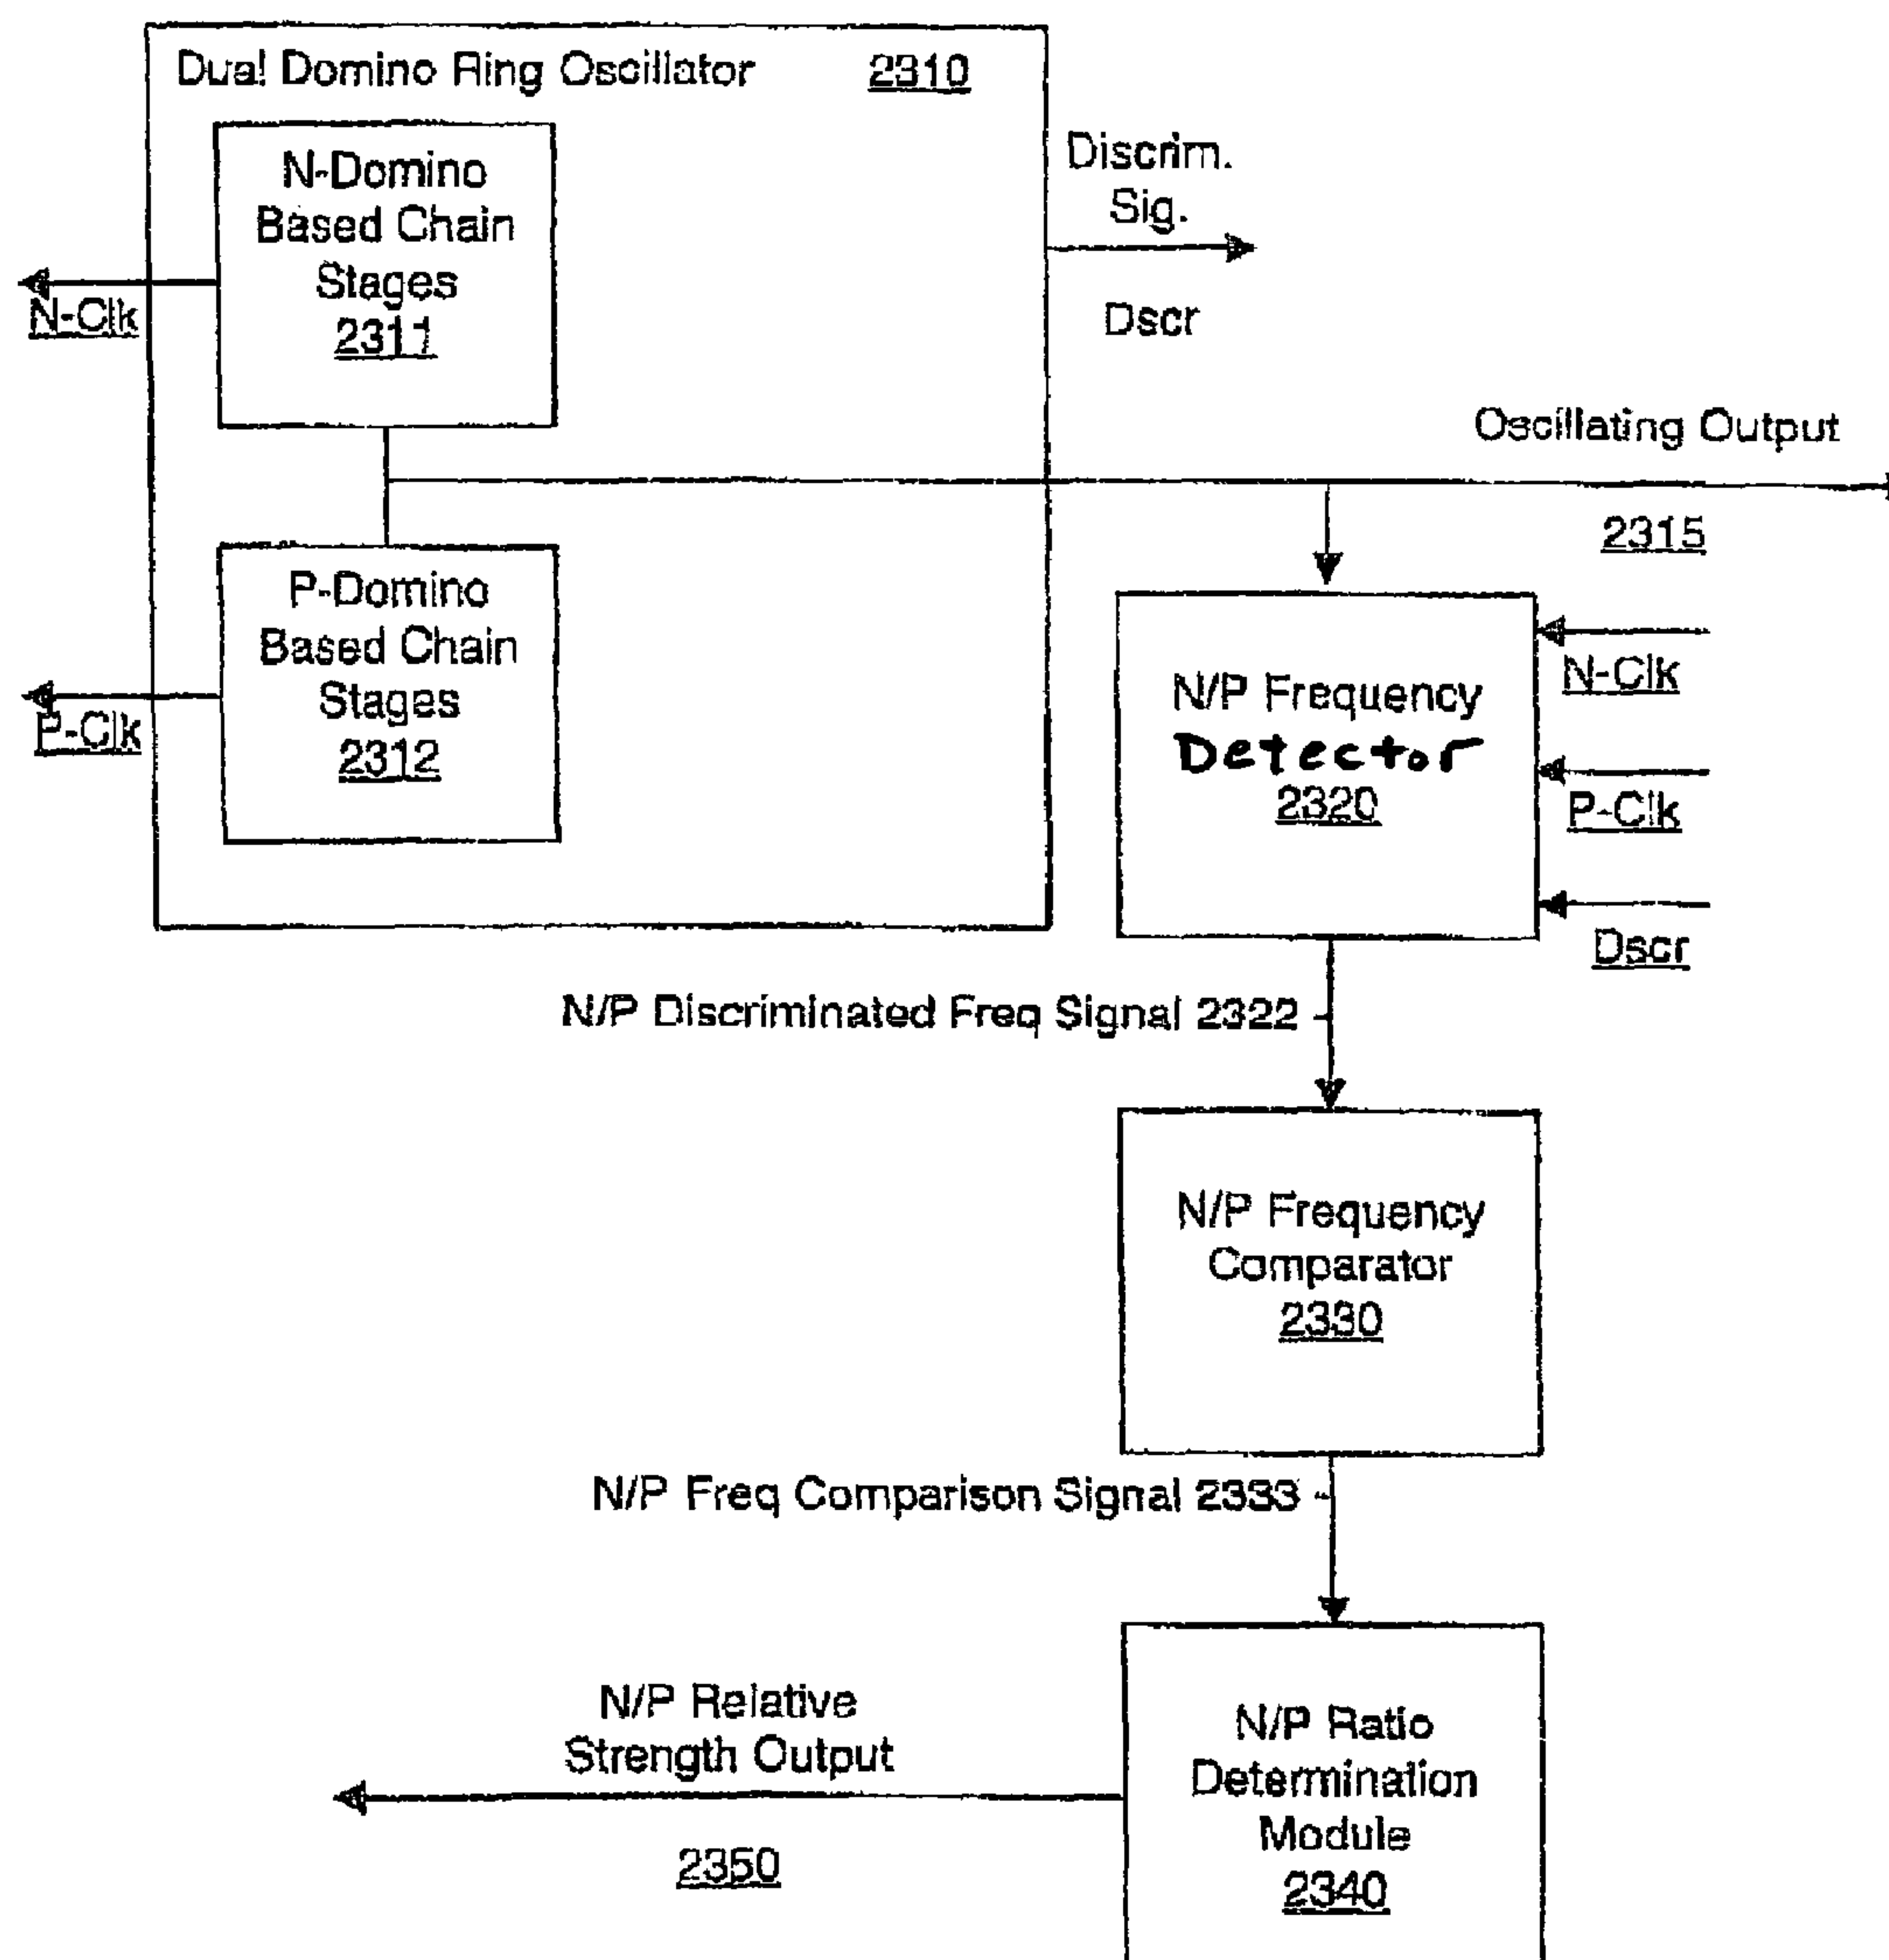 Dual Domino Ring Oscillator 2310
N-Domino
Based Chain
Stages
2311
N-Clk
Discrim.
Sig.
Dscr
Oscillating Output
2315
P-Domino
Based Chain
Stages
2312
P-Clk
N/P Frequency
Detector
2320
N-Clk
P-Clk
Dscr
N/P Discriminated Freq Signal 2322
N/P Frequency
Comparator
2330
N/P Freq Comparison Signal 2333
N/P Relative
Strength Output
2350
N/P Ratio
Determination
Module
2340